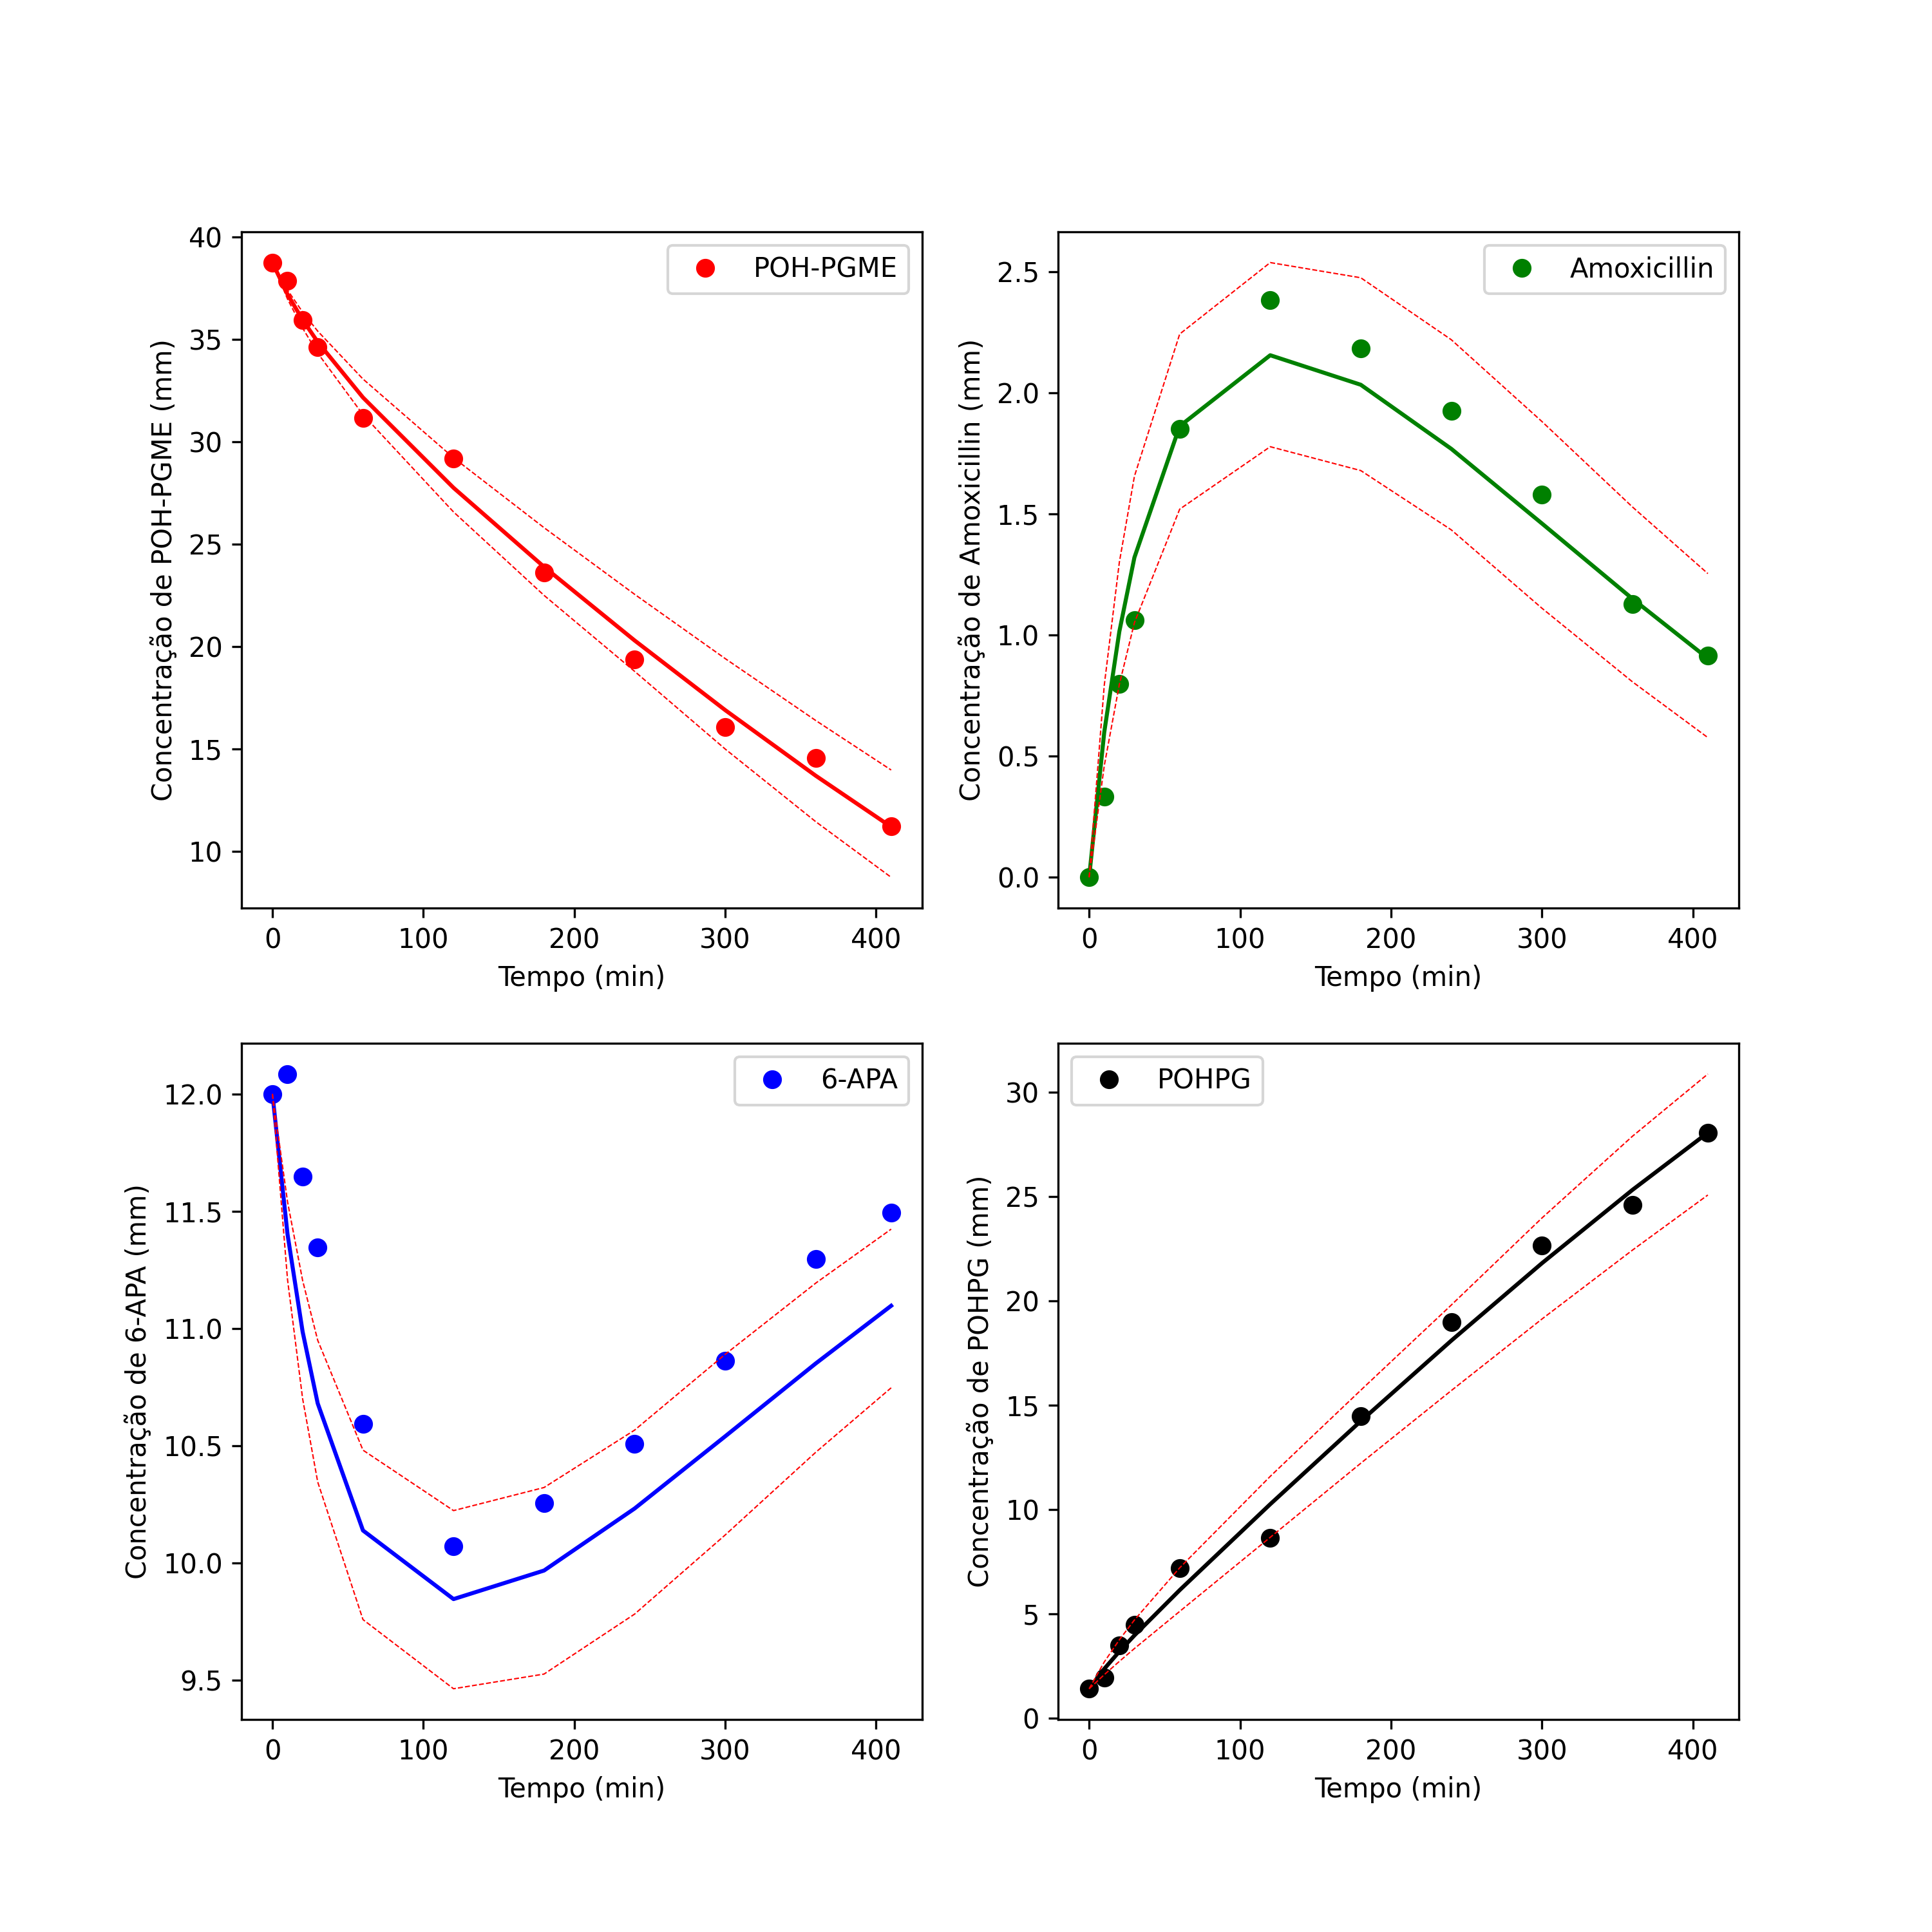 40
35
30
25
20
15
10
Concentração de POH-PGME (mm)
POH-PGME
0 100 200 300 400
Tempo (min)
2.5
2.0
1.5
1.0
0.5
0.0
Concentração de Amoxicillin (mm)
Amoxicillin
0 100 200 300 400
Tempo (min)
12.0
11.5
11.0
10.5
10.0
9.5
Concentração de 6-APA (mm)
6-APA
0 100 200 300 400
Tempo (min)
30
25
20
15
10
5
0
Concentração de POHPG (mm)
POHPG
0 100 200 300 400
Tempo (min)